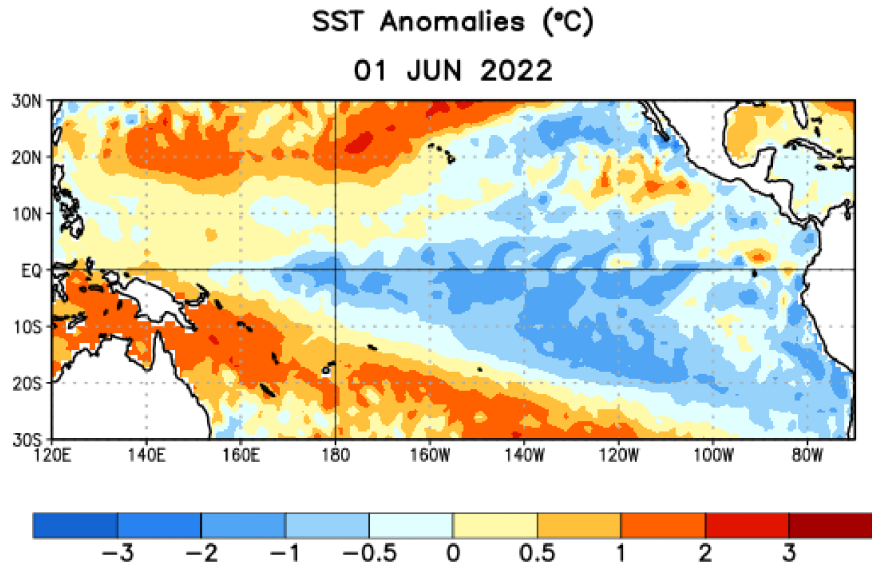 SST Anomalies (°C)
01 JUN 2022
30N
20N
10N
EQ
10S
20S
30S
120E 140E 160E 180 160W 140W 120W 100W 80W
-3 -2 -1 -0.5 0 0.5 1 2 3